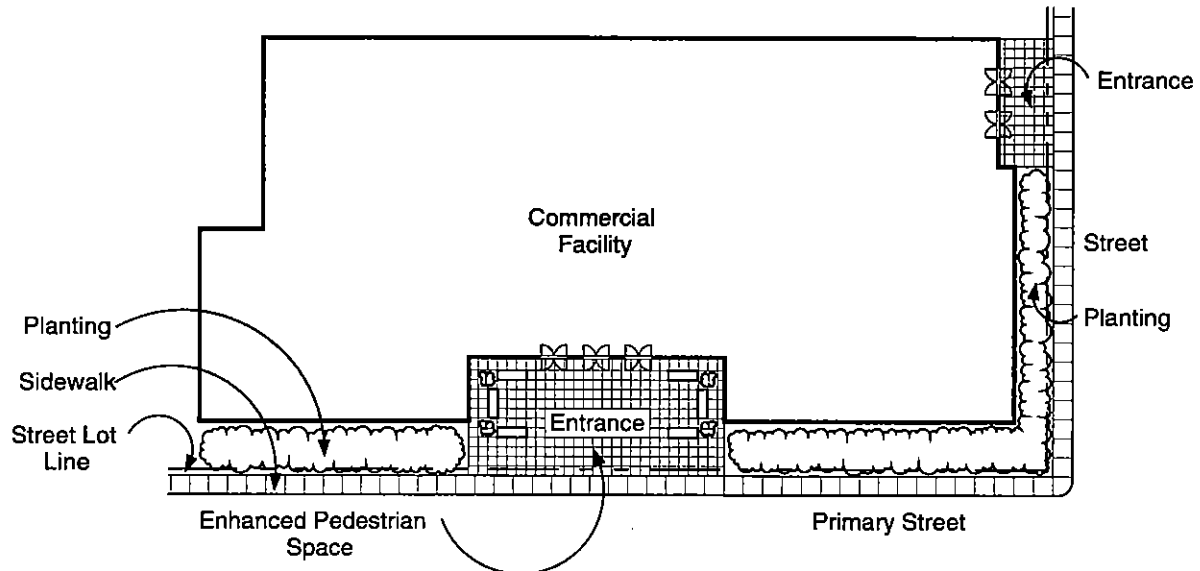 Entrance
Commercial
Facility
Street
Planting
Planting
Sidewalk
Street Lot
Line
Entrance
Enhanced Pedestrian
Space
Primary Street